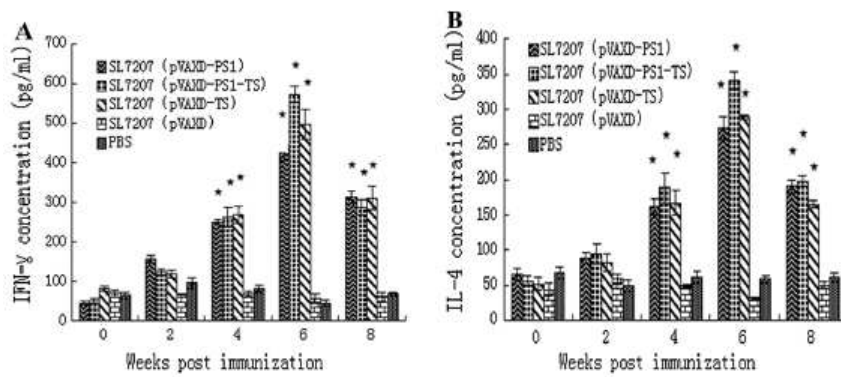 A
IFN-γ concentration (pg/ml)
700
600
500
400
300
200
100
0
SL7207 (pVAXD-PS1)
SL7207 (pVAXD-PS1-TS)
SL7207 (pVAXD-TS)
SL7207 (pVAXD)
PBS
0 2 4 6 8
Weeks post immunization
B
IL-4 concentration (pg/ml)
400
350
300
250
200
150
100
50
0
SL7207 (pVAXD-PS1)
SL7207 (pVAXD-PS1-TS)
SL7207 (pVAXD-TS)
SL7207 (pVAXD)
PBS
0 2 4 6 8
Weeks post immunization